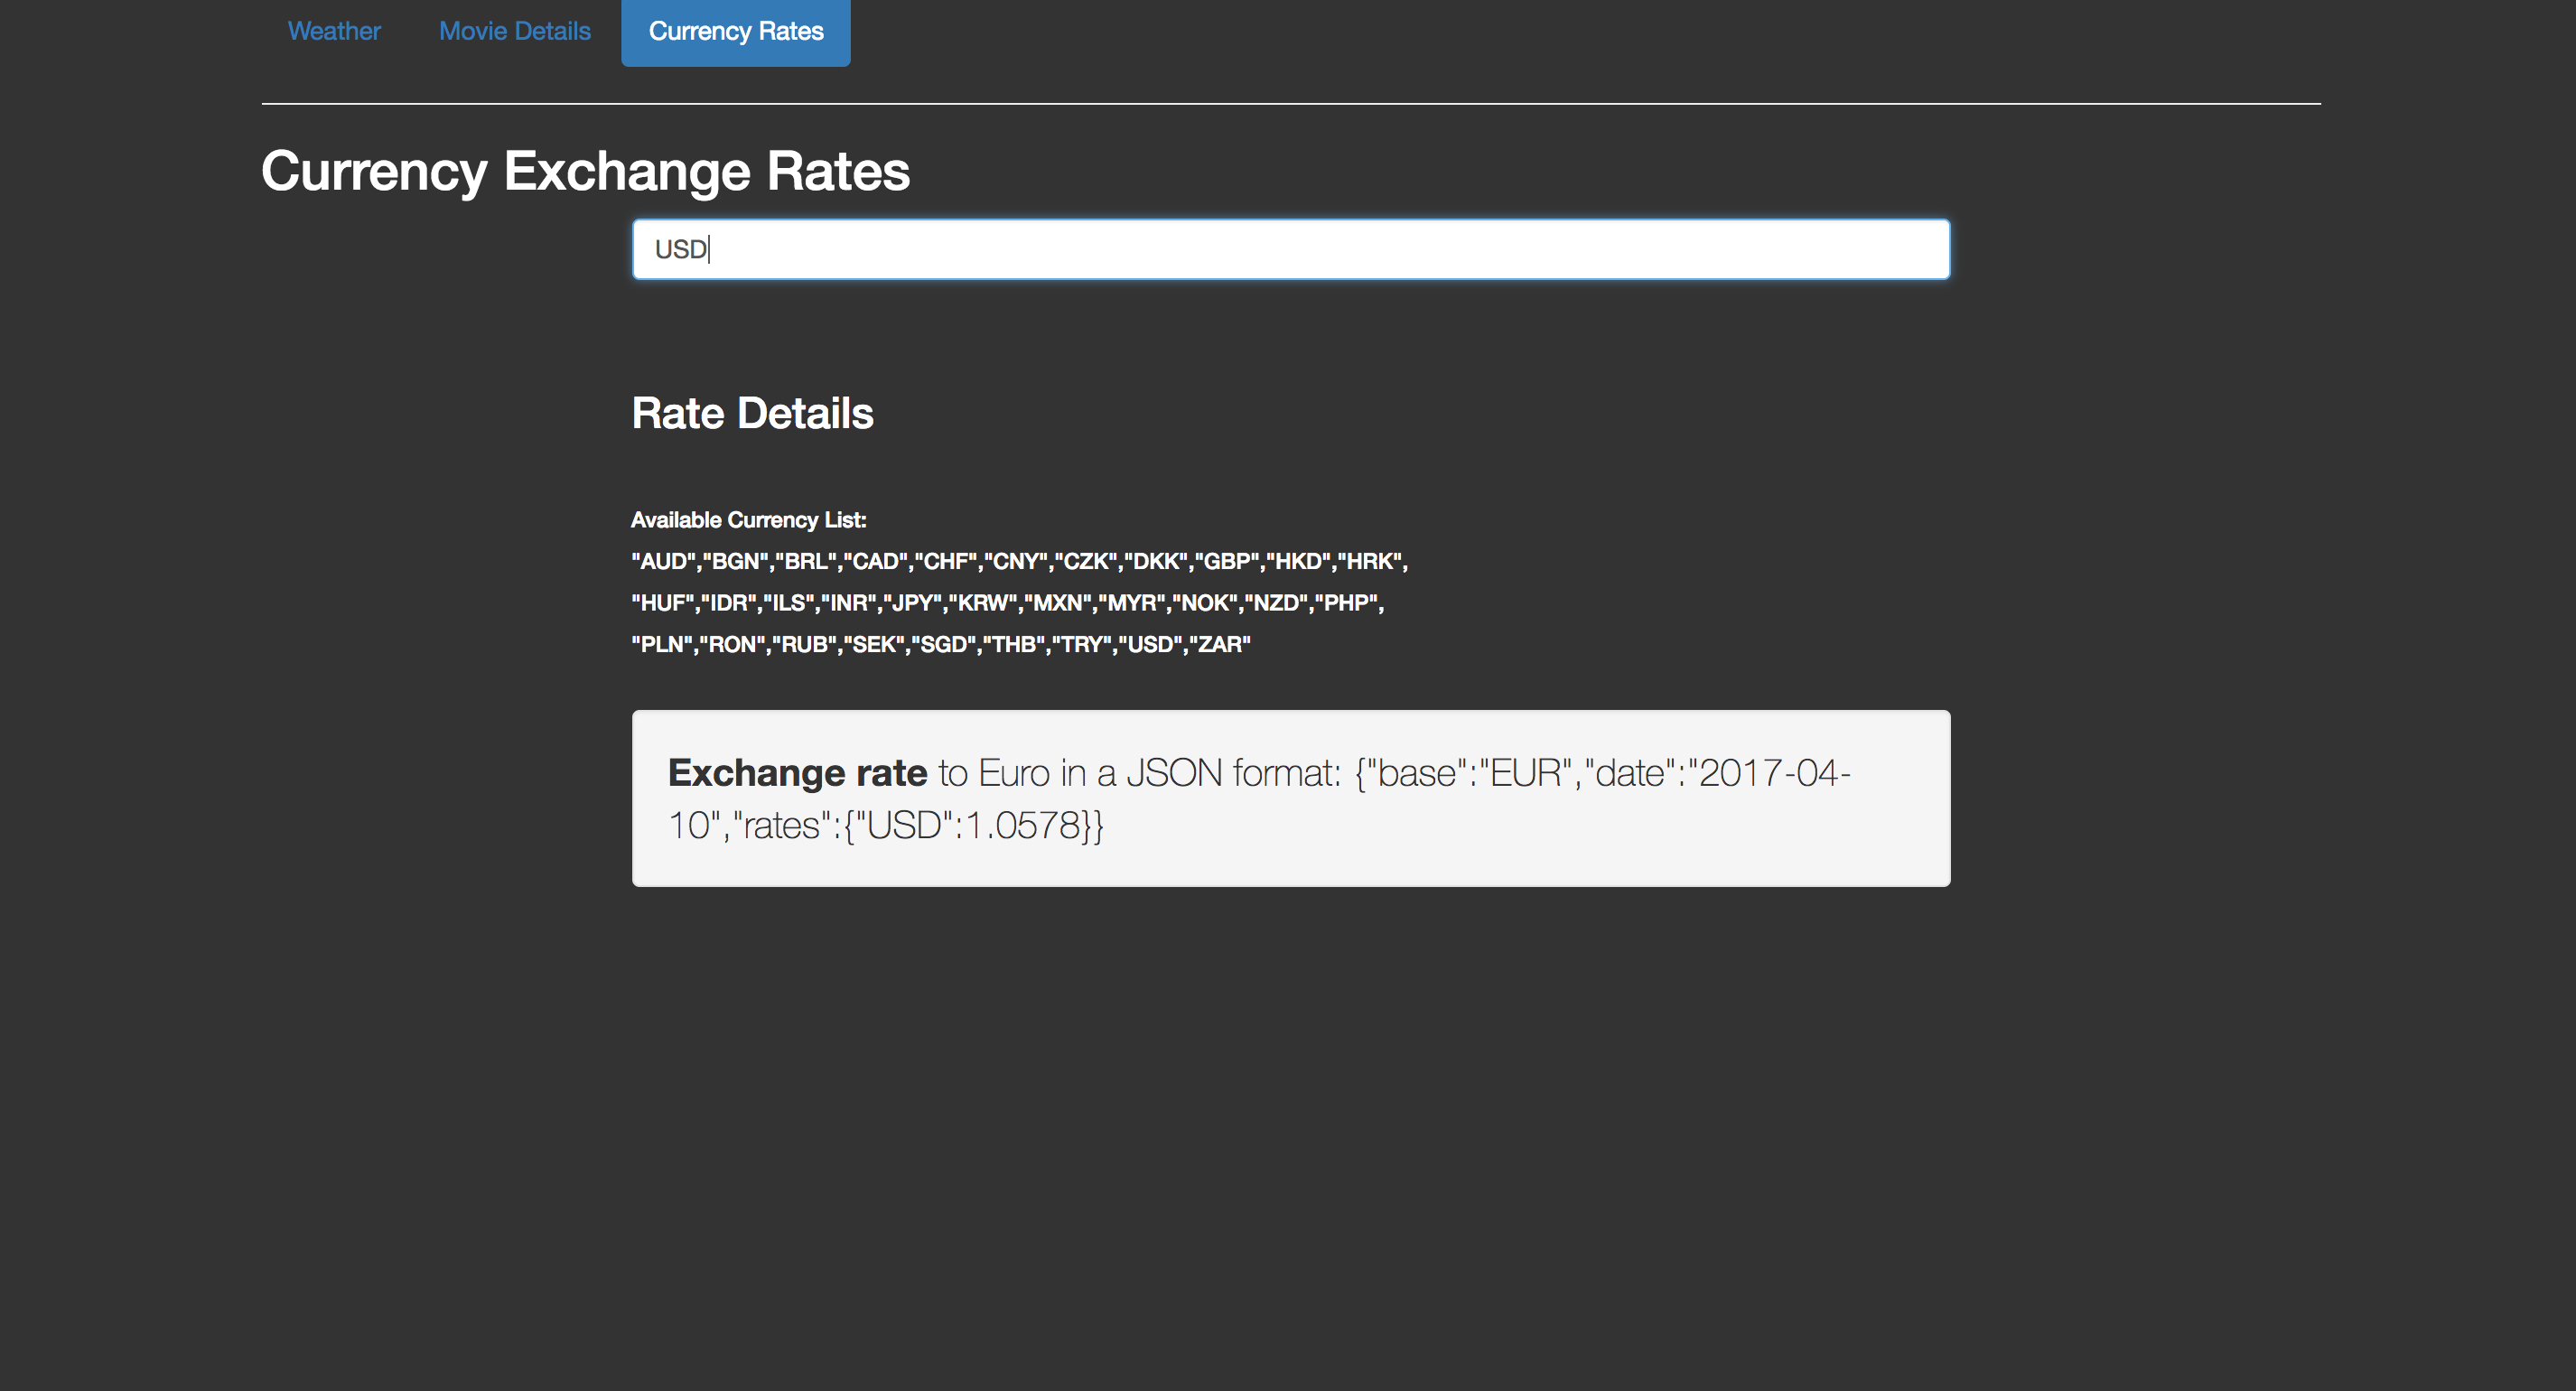 Weather Movie Details Currency Rates
Currency Exchange Rates
USD
Rate Details
Available Currency List:
"AUD","BGN","BRL","CAD","CHF","CNY","CZK","DKK","GBP","HKD","HRK",
"HUF","IDR","ILS","INR","JPY","KRW","MXN","MYR","NOK","NZD","PHP",
"PLN","RON","RUB","SEK","SGD","THB","TRY","USD","ZAR"
Exchange rate to Euro in a JSON format: {"base":"EUR","date":"2017-04-
10","rates":{"USD":1.0578}}